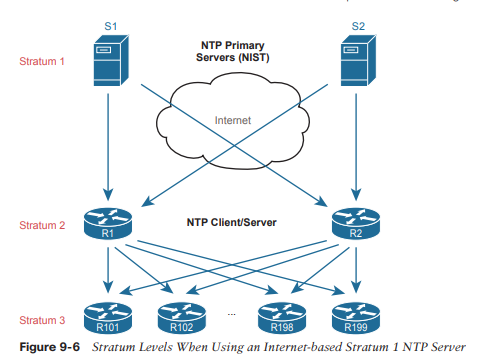 S1
S2
NTP Primary
Servers (NIST)
Stratum 1
Internet
Stratum 2
NTP Client/Server
R1
R2
Stratum 3
...
R101
R102
R198
R199
Figure 9-6 Stratum Levels When Using an Internet-based Stratum 1 NTP Server